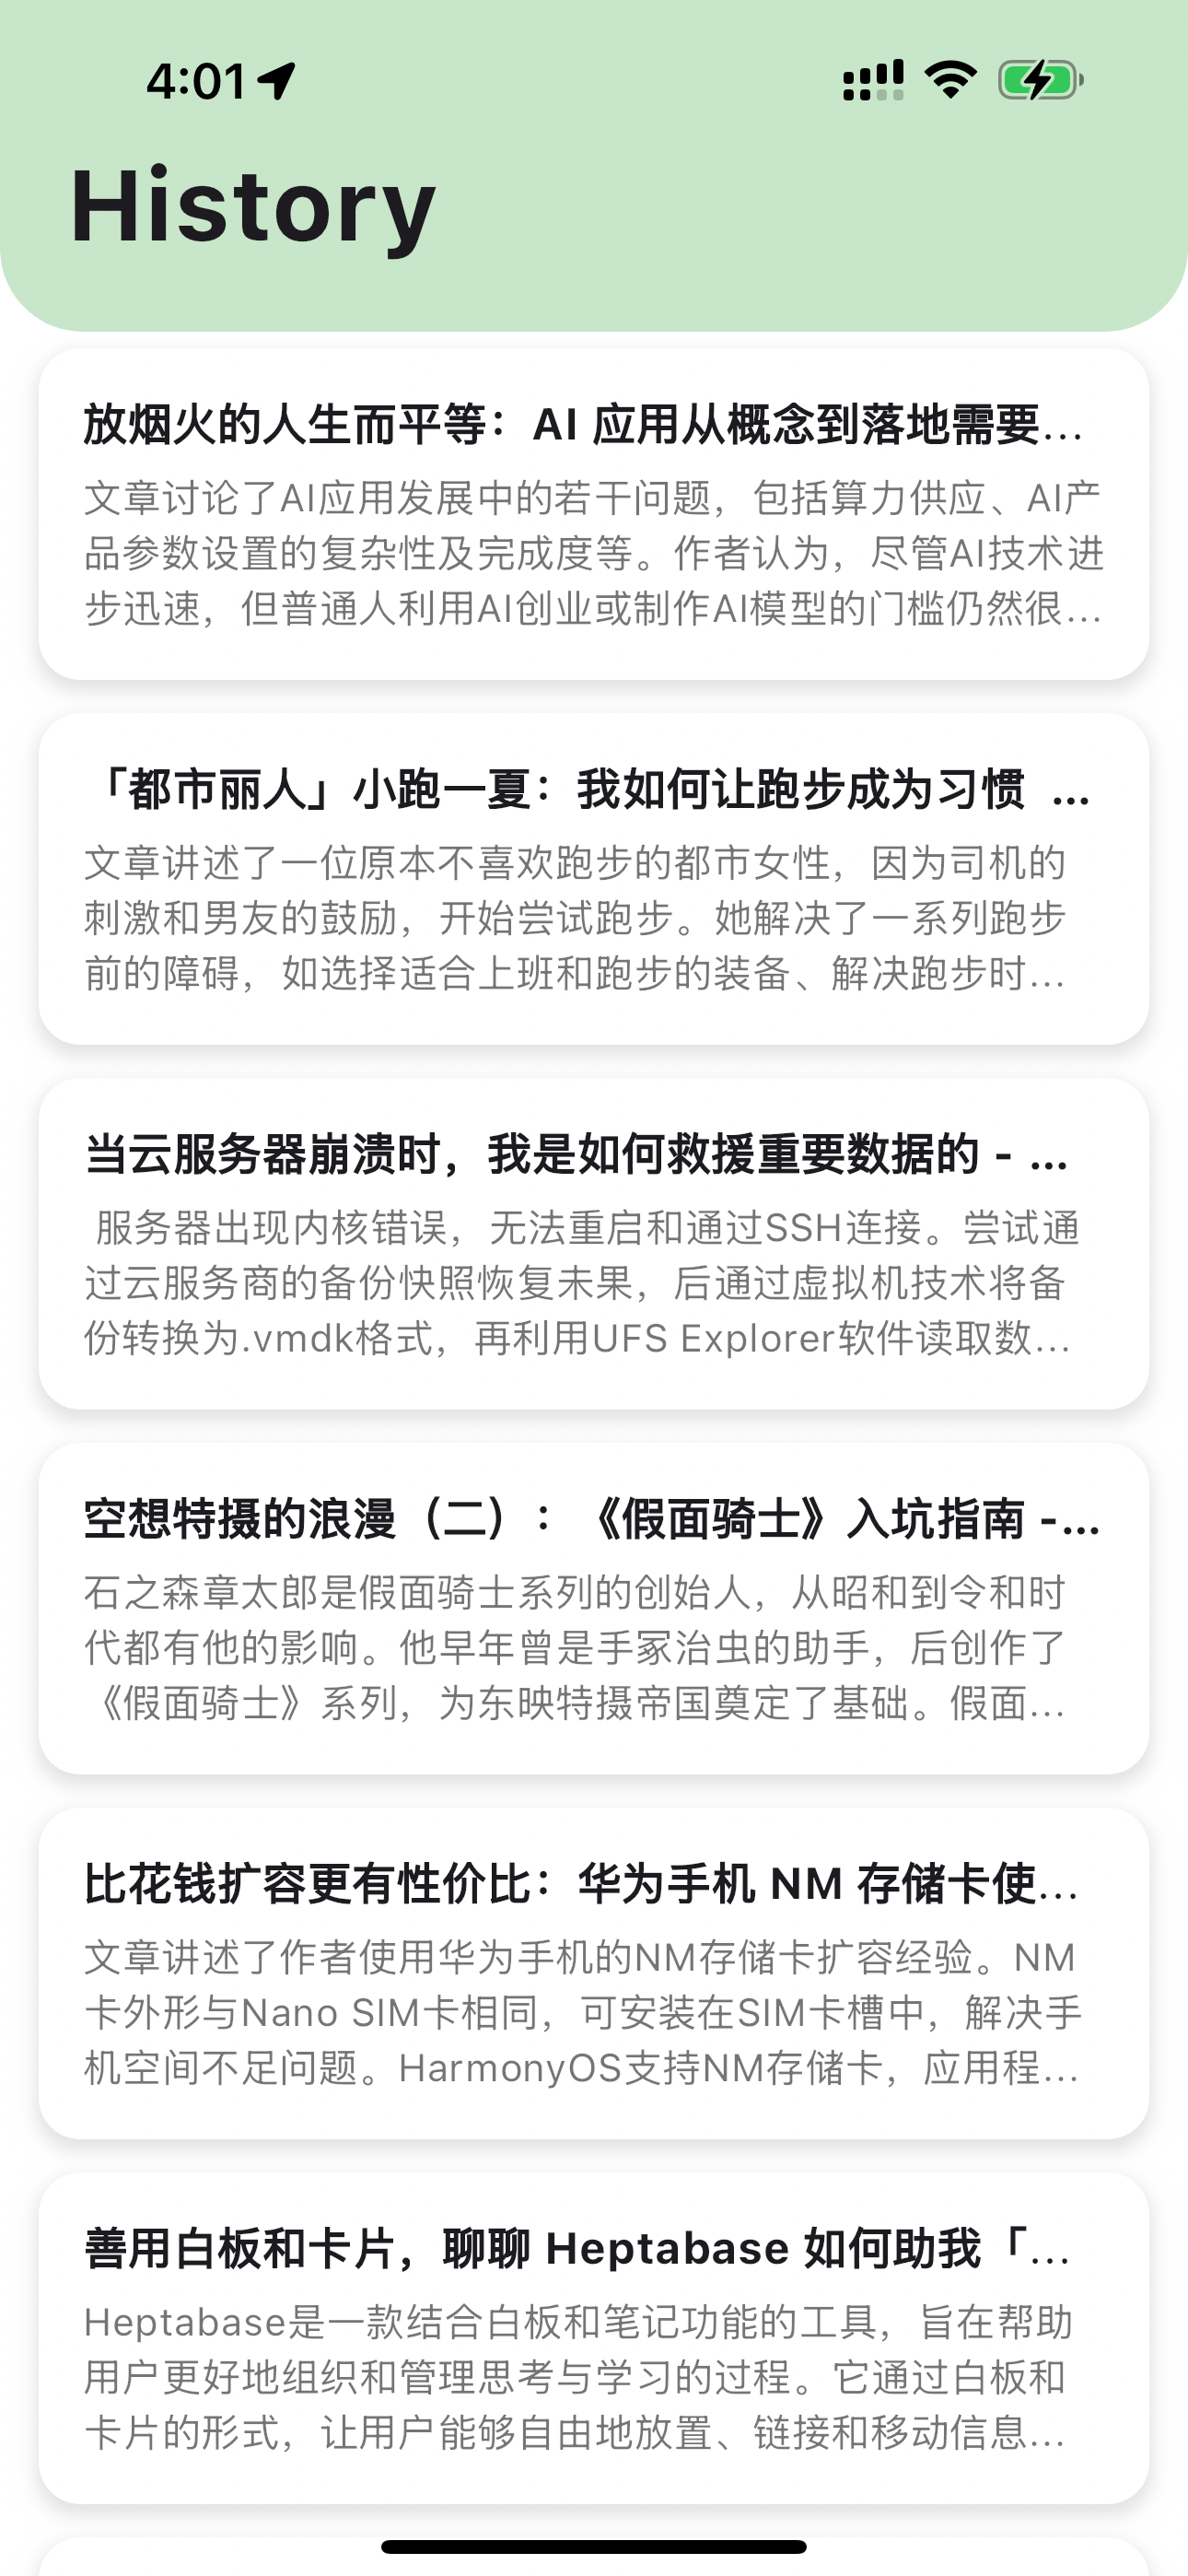 4:01
History
放烟火的人生而平等：AI 应用从概念到落地需要...
文章讨论了AI应用发展中的若干问题，包括算力供应、AI产
品参数设置的复杂性及完成度等。作者认为，尽管AI技术进
步迅速，但普通人利用AI创业或制作AI模型的门槛仍然很...
「都市丽人」小跑一夏：我如何让跑步成为习惯 ...
文章讲述了一位原本不喜欢跑步的都市女性，因为司机的
刺激和男友的鼓励，开始尝试跑步。她解决了一系列跑步
前的障碍，如选择适合上班和跑步的装备、解决跑步时...
当云服务器崩溃时，我是如何救援重要数据的 - ...
服务器出现内核错误，无法重启和通过SSH连接。尝试通
过云服务商的备份快照恢复未果，后通过虚拟机技术将备
份转换为.vmdk格式，再利用UFS Explorer软件读取数...
空想特摄的浪漫（二）：《假面骑士》入坑指南 -...
石之森章太郎是假面骑士系列的创始人，从昭和到令和时
代都有他的影响。他早年曾是手冢治虫的助手，后创作了
《假面骑士》系列，为东映特摄帝国奠定了基础。假面...
比花钱扩容更有性价比：华为手机 NM 存储卡使...
文章讲述了作者使用华为手机的NM存储卡扩容经验。NM
卡外形与Nano SIM卡相同，可安装在SIM卡槽中，解决手
机空间不足问题。HarmonyOS支持NM存储卡，应用程...
善用白板和卡片，聊聊 Heptabase 如何助我「...
Heptabase是一款结合白板和笔记功能的工具，旨在帮助
用户更好地组织和管理思考与学习的过程。它通过白板和
卡片的形式，让用户能够自由地放置、链接和移动信息...